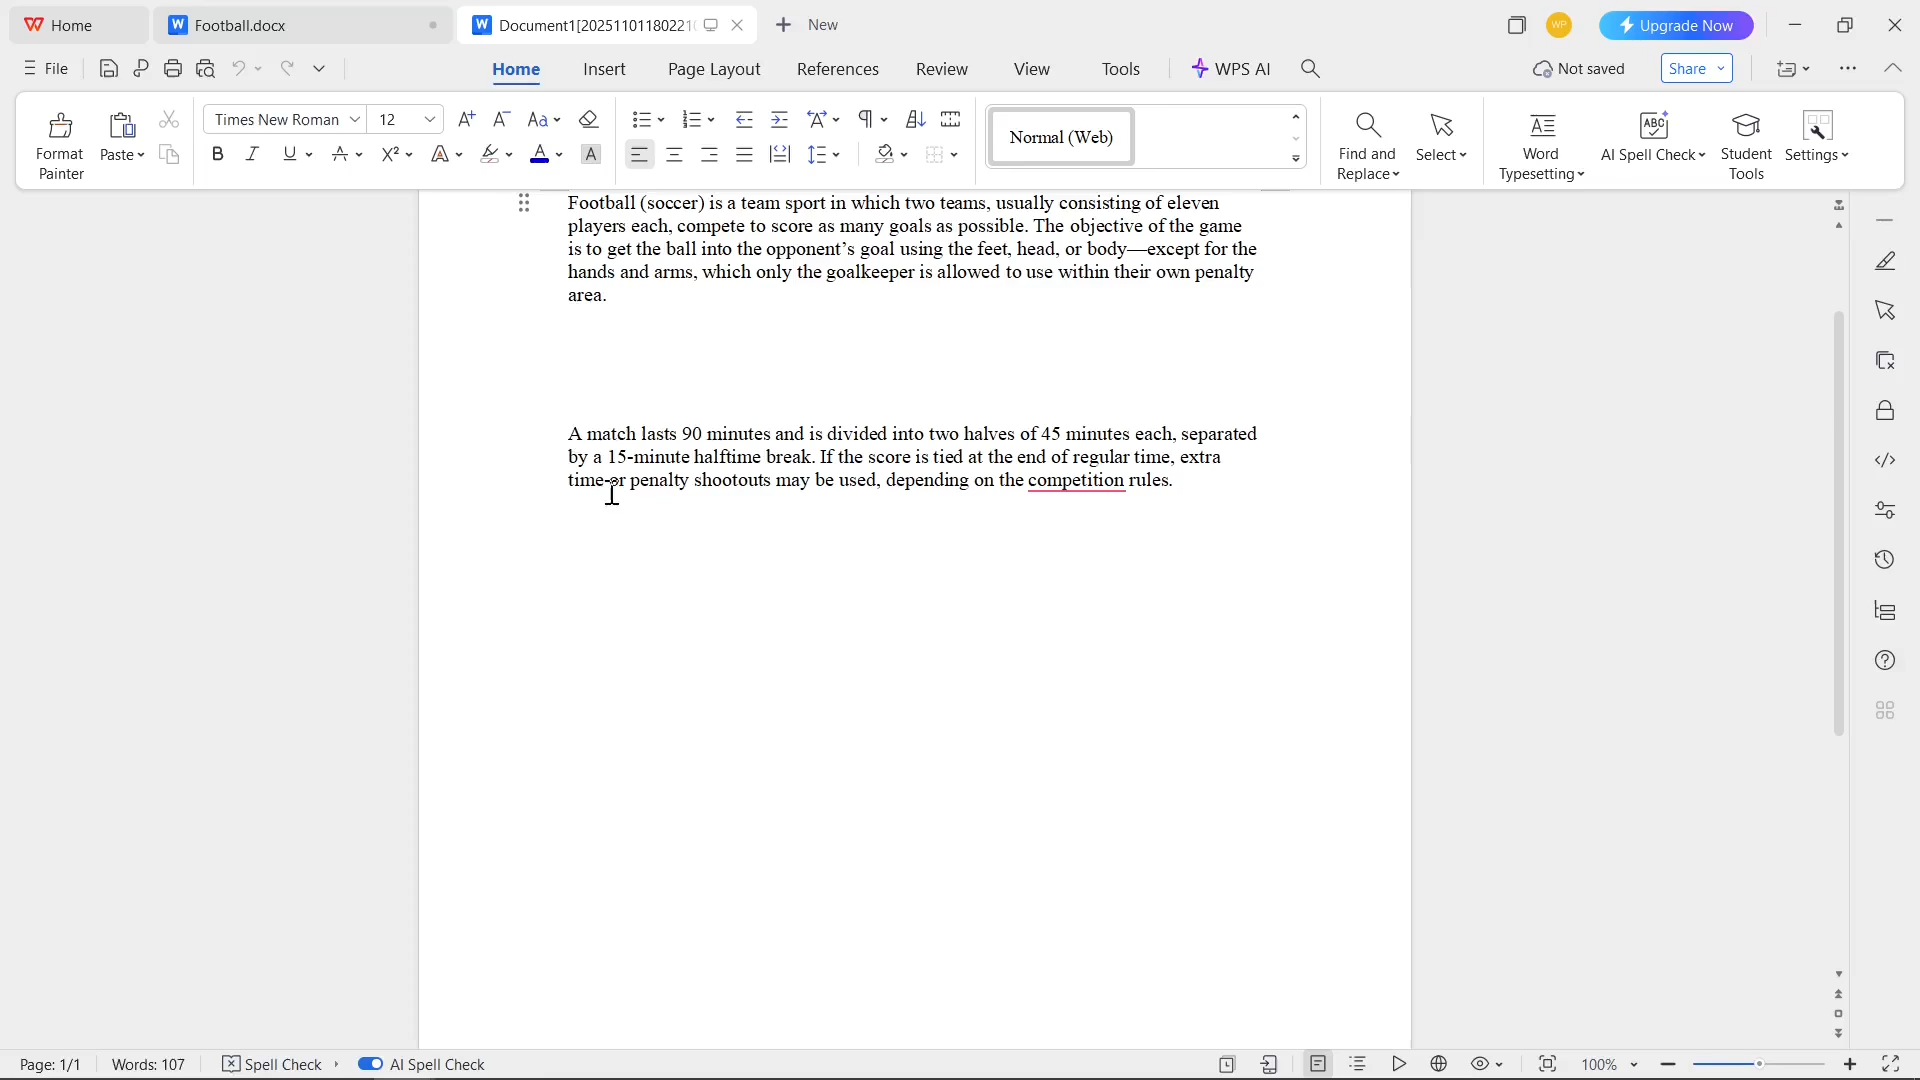 Home Football.docx Document1[20251101180221 New WP Upgrade Now
File Home Insert Page Layout References Review View Tools WPS AI Not saved Share
Format Painter Paste Times New Roman 12 Normal (Web) Find and Replace Select Word Typesetting AI Spell Check Student Tools Settings
Football (soccer) is a team sport in which two teams, usually consisting of eleven
players each, compete to score as many goals as possible. The objective of the game
is to get the ball into the opponent’s goal using the feet, head, or body—except for the
hands and arms, which only the goalkeeper is allowed to use within their own penalty
area.
A match lasts 90 minutes and is divided into two halves of 45 minutes each, separated
by a 15-minute halftime break. If the score is tied at the end of regular time, extra
time or penalty shootouts may be used, depending on the competition rules.
Page: 1/1 Words: 107 Spell Check AI Spell Check 100%